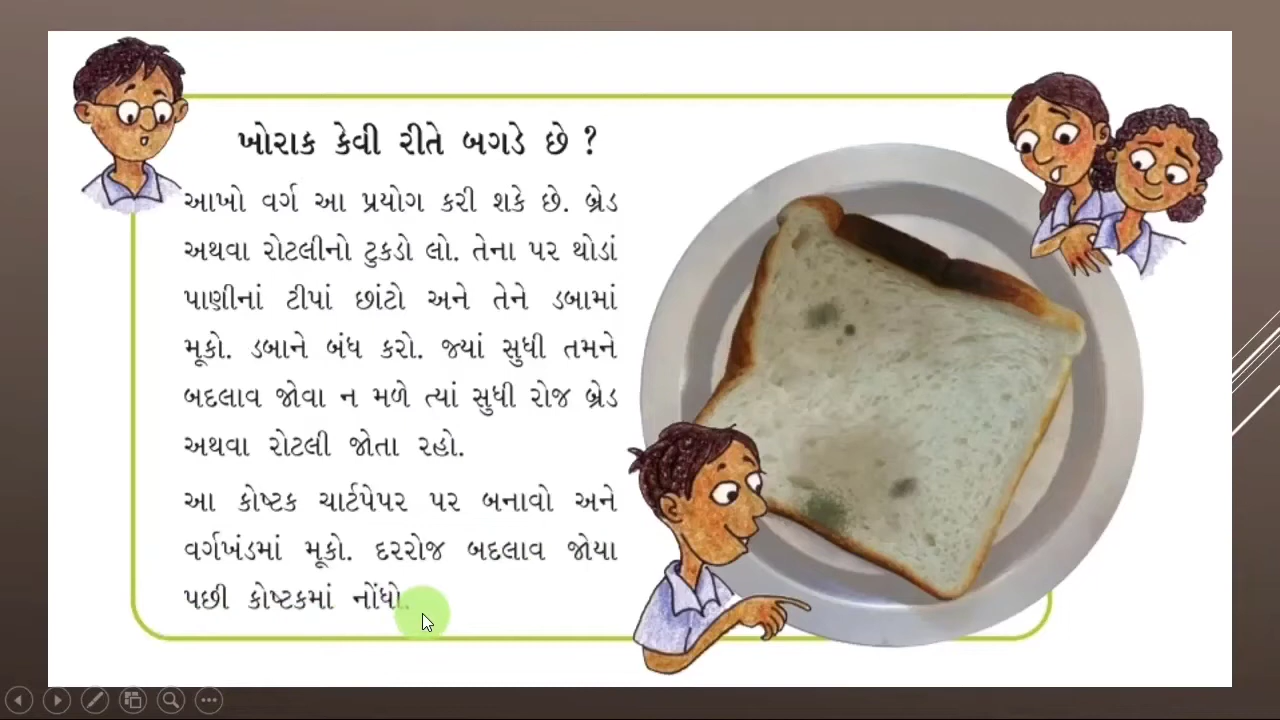 ખોરાક કેવી રીતે બગડે છે ?
આખો વર્ગ આ પ્રયોગ કરી શકે છે. બ્રેડ
અથવા રોટલીનો ટુકડો લો. તેના પર થોડાં
પાણીનાં ટીપાં છાંટો અને તેને ડબામાં
મૂકો. ડબાને બંધ કરો. જ્યાં સુધી તમને
બદલાવ જોવા ન મળે ત્યાં સુધી રોજ બ્રેડ
અથવા રોટલી જોતા રહો.
આ કોષ્ટક ચાર્ટપેપર પર બનાવો અને
વર્ગખંડમાં મૂકો. દરરોજ બદલાવ જોયા
પછી કોષ્ટકમાં નોંધો.